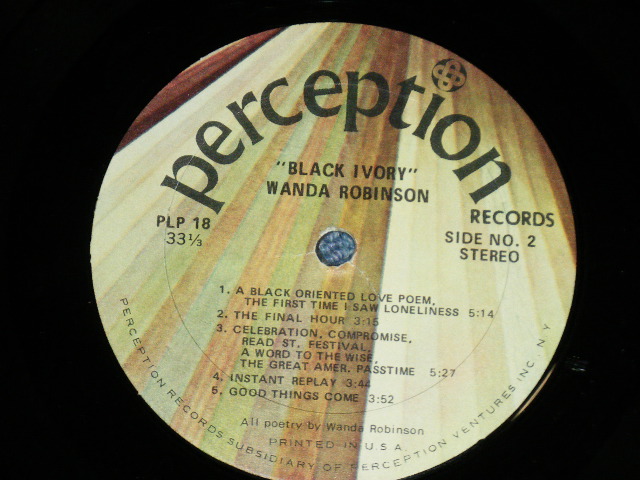 perception
RECORDS
"BLACK IVORY"
WANDA ROBINSON
PLP 18
33⅓
SIDE NO. 2
STEREO
1. A BLACK ORIENTED LOVE POEM,
THE FIRST TIME I SAW LONELINESS 5:14
2. THE FINAL HOUR 3:15
3. CELEBRATION, COMPROMISE,
READ ST. FESTIVAL,
A WORD TO THE WISE,
THE GREAT AMER. PASSTIME 5:27
4. INSTANT REPLAY 3:44
5. GOOD THINGS COME 3:52
All poetry by Wanda Robinson
PRINTED IN U.S.A.
PERCEPTION RECORDS SUBSIDIARY OF PERCEPTION VENTURES INC. N.Y.